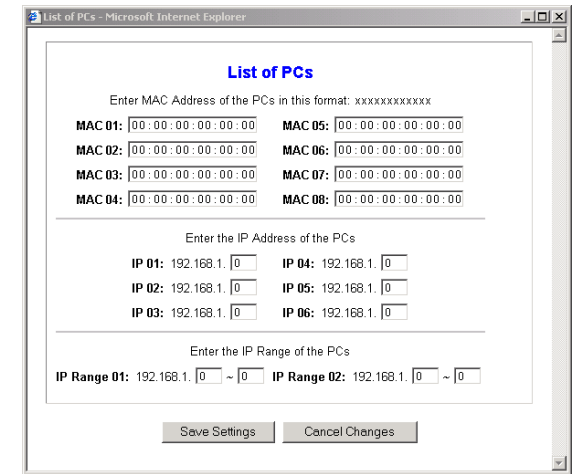 List of PCs - Microsoft Internet Explorer
List of PCs
Enter MAC Address of the PCs in this format: xxxxxxxxxxxx
MAC 01: 00:00:00:00:00:00 MAC 05: 00:00:00:00:00:00
MAC 02: 00:00:00:00:00:00 MAC 06: 00:00:00:00:00:00
MAC 03: 00:00:00:00:00:00 MAC 07: 00:00:00:00:00:00
MAC 04: 00:00:00:00:00:00 MAC 08: 00:00:00:00:00:00
Enter the IP Address of the PCs
IP 01: 192.168.1. 0 IP 04: 192.168.1. 0
IP 02: 192.168.1. 0 IP 05: 192.168.1. 0
IP 03: 192.168.1. 0 IP 06: 192.168.1. 0
Enter the IP Range of the PCs
IP Range 01: 192.168.1. 0 ~ 0 IP Range 02: 192.168.1. 0 ~ 0
Save Settings Cancel Changes